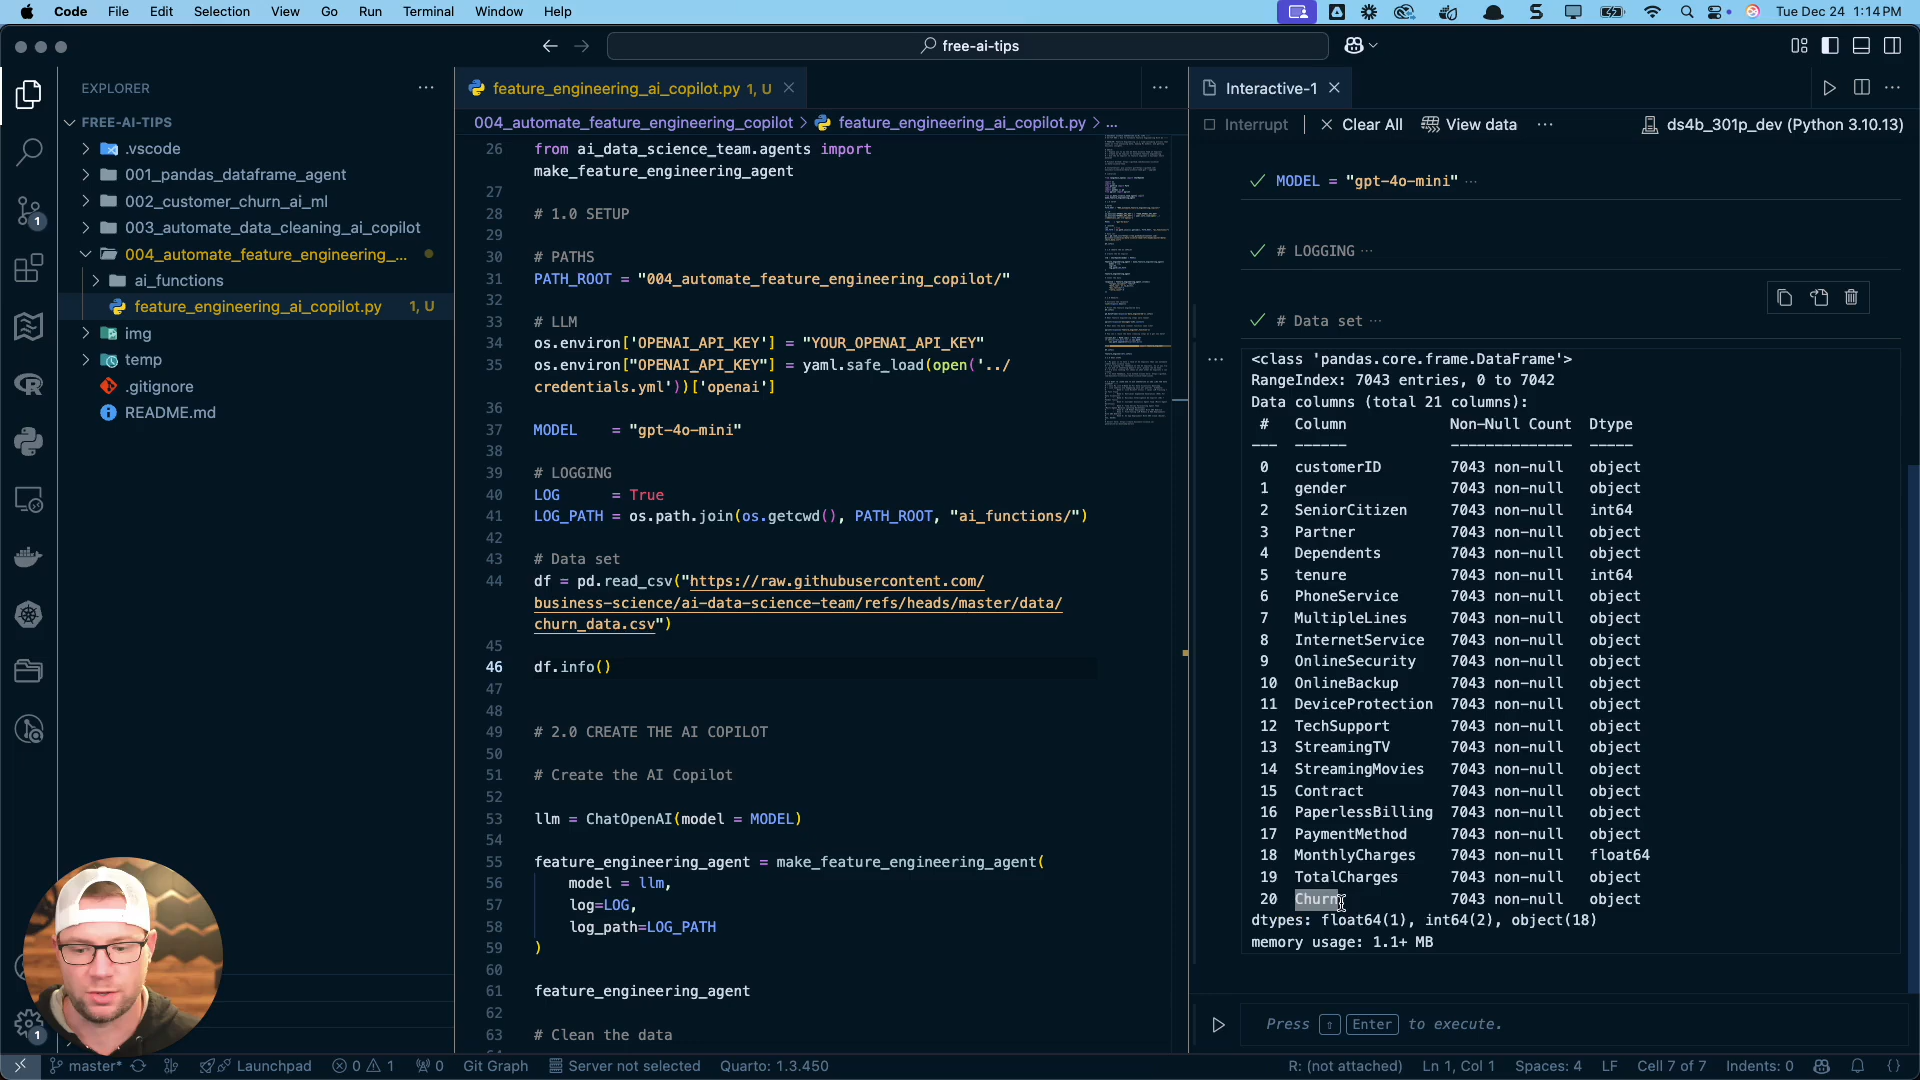 Code File Edit Selection View Go Run Terminal Window Help
Tue Dec 24 1:14 PM
free-ai-tips
EXPLORER
FREE-AI-TIPS
.vscode
001_pandas_dataframe_agent
002_customer_churn_ai_ml
003_automate_data_cleaning_ai_copilot
004_automate_feature_engineering_...
ai_functions
feature_engineering_ai_copilot.py 1, U
img
temp
.gitignore
README.md
1
1
feature_engineering_ai_copilot.py 1, U
004_automate_feature_engineering_copilot > feature_engineering_ai_copilot.py > ...
26 from ai_data_science_team.agents import
make_feature_engineering_agent
27
28 # 1.0 SETUP
29
30 # PATHS
31 PATH_ROOT = "004_automate_feature_engineering_copilot/"
32
33 # LLM
34 os.environ['OPENAI_API_KEY'] = "YOUR_OPENAI_API_KEY"
35 os.environ["OPENAI_API_KEY"] = yaml.safe_load(open('../
credentials.yml'))['openai']
36
37 MODEL = "gpt-4o-mini"
38
39 # LOGGING
40 LOG = True
41 LOG_PATH = os.path.join(os.getcwd(), PATH_ROOT, "ai_functions/")
42
43 # Data set
44 df = pd.read_csv("https://raw.githubusercontent.com/
business-science/ai-data-science-team/refs/heads/master/data/
churn_data.csv")
45
46 df.info()
47
48
49 # 2.0 CREATE THE AI COPILOT
50
51 # Create the AI Copilot
52
53 llm = ChatOpenAI(model = MODEL)
54
55 feature_engineering_agent = make_feature_engineering_agent(
56 model = llm,
57 log=LOG,
58 log_path=LOG_PATH
59 )
60
61 feature_engineering_agent
62
63 # Clean the data
Interactive-1
Interrupt | Clear All View data ... ds4b_301p_dev (Python 3.10.13)
MODEL = "gpt-4o-mini" ...
# LOGGING ...
# Data set ...
<class 'pandas.core.frame.DataFrame'>
RangeIndex: 7043 entries, 0 to 7042
Data columns (total 21 columns):
# Column Non-Null Count Dtype
--- ------ -------------- -----
0 customerID 7043 non-null object
1 gender 7043 non-null object
2 SeniorCitizen 7043 non-null int64
3 Partner 7043 non-null object
4 Dependents 7043 non-null object
5 tenure 7043 non-null int64
6 PhoneService 7043 non-null object
7 MultipleLines 7043 non-null object
8 InternetService 7043 non-null object
9 OnlineSecurity 7043 non-null object
10 OnlineBackup 7043 non-null object
11 DeviceProtection 7043 non-null object
12 TechSupport 7043 non-null object
13 StreamingTV 7043 non-null object
14 StreamingMovies 7043 non-null object
15 Contract 7043 non-null object
16 PaperlessBilling 7043 non-null object
17 PaymentMethod 7043 non-null object
18 MonthlyCharges 7043 non-null float64
19 TotalCharges 7043 non-null object
20 Churn 7043 non-null object
dtypes: float64(1), int64(2), object(18)
memory usage: 1.1+ MB
Press ⇧ Enter to execute.
master* Launchpad 0 1 0 Git Graph Server not selected Quarto: 1.3.450
R: (not attached) Ln 1, Col 1 Spaces: 4 LF Cell 7 of 7 Indents: 0